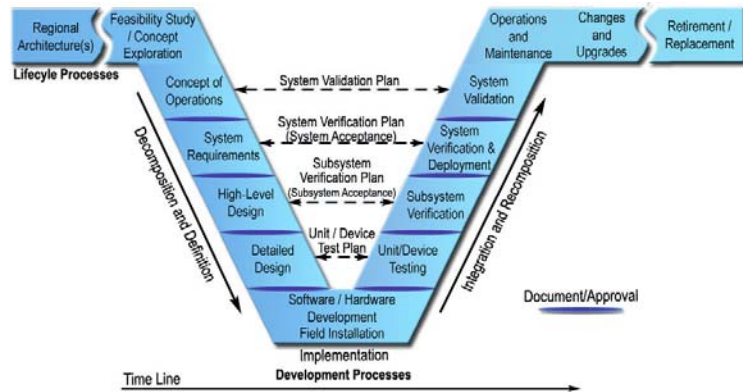 Regional
Architecture(s)
Feasibility Study
/ Concept
Exploration
Operations
and
Maintenance
Changes
and
Upgrades
Retirement /
Replacement
Lifecyle Processes
Concept of
Operations
System Validation Plan
System
Validation
System
Requirements
System Verification Plan
(System Acceptance)
System
Verification &
Deployment
High-Level
Design
Subsystem
Verification Plan
(Subsystem Acceptance)
Subsystem
Verification
Detailed
Design
Unit / Device
Test Plan
Unit/Device
Testing
Decomposition and Definition
Integration and Recomposition
Software / Hardware
Development
Field Installation
Document/Approval
Implementation
Development Processes
Time Line